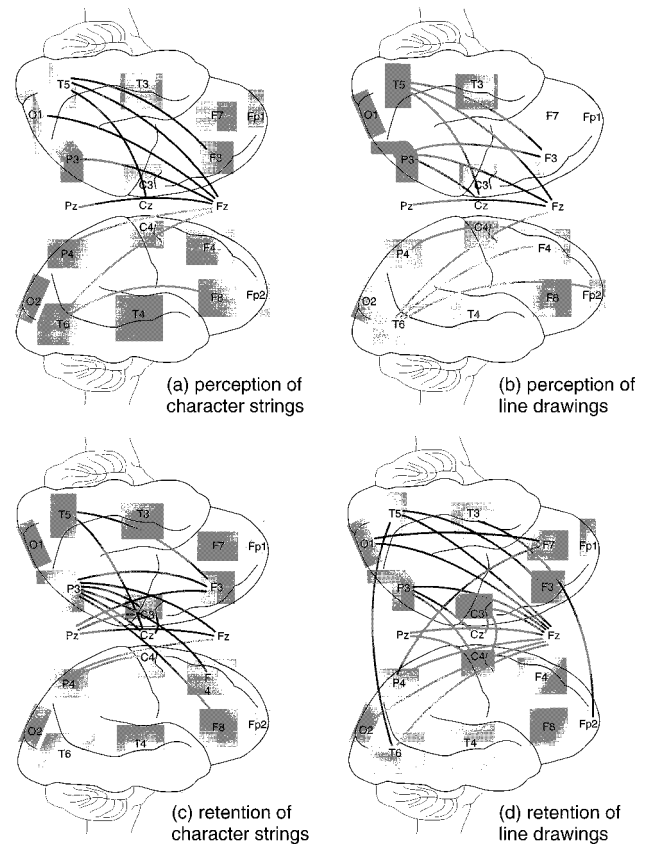 T5 T3
O1 F7 Fp1
P3 F3
C3
Pz Cz Fz
C4
P4 F4
O2 F8 Fp2
T6 T4
(a) perception of
character strings
T5 T3
O1 F7 Fp1
P3 F3
C3
Pz Cz Fz
C4
P4 F4
O2 F8 Fp2
T6 T4
(b) perception of
line drawings
T5 T3
O1 F7 Fp1
P3 F3
C3
Pz Cz Fz
C4
P4 F
4
O2 F8 Fp2
T6 T4
(c) retention of
character strings
T5 T3
O1 F7 Fp1
P3 F3
C3
Pz Cz Fz
C4
P4 F4
O2 F8 Fp2
T6 T4
(d) retention of
line drawings